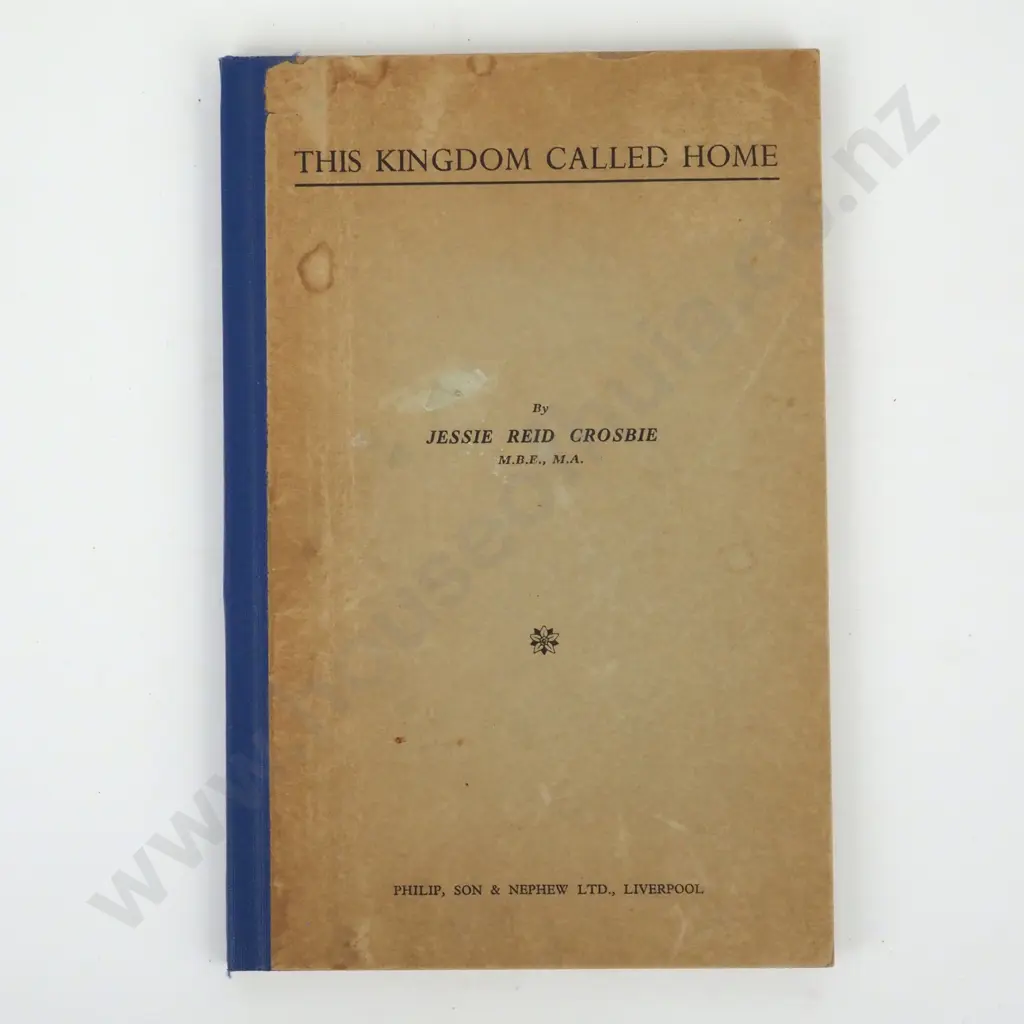 THIS KINGDOM CALLED HOME
By
JESSIE REID CROSBIE
M.B.E., M.A.
PHILIP, SON & NEPHEW LTD., LIVERPOOL